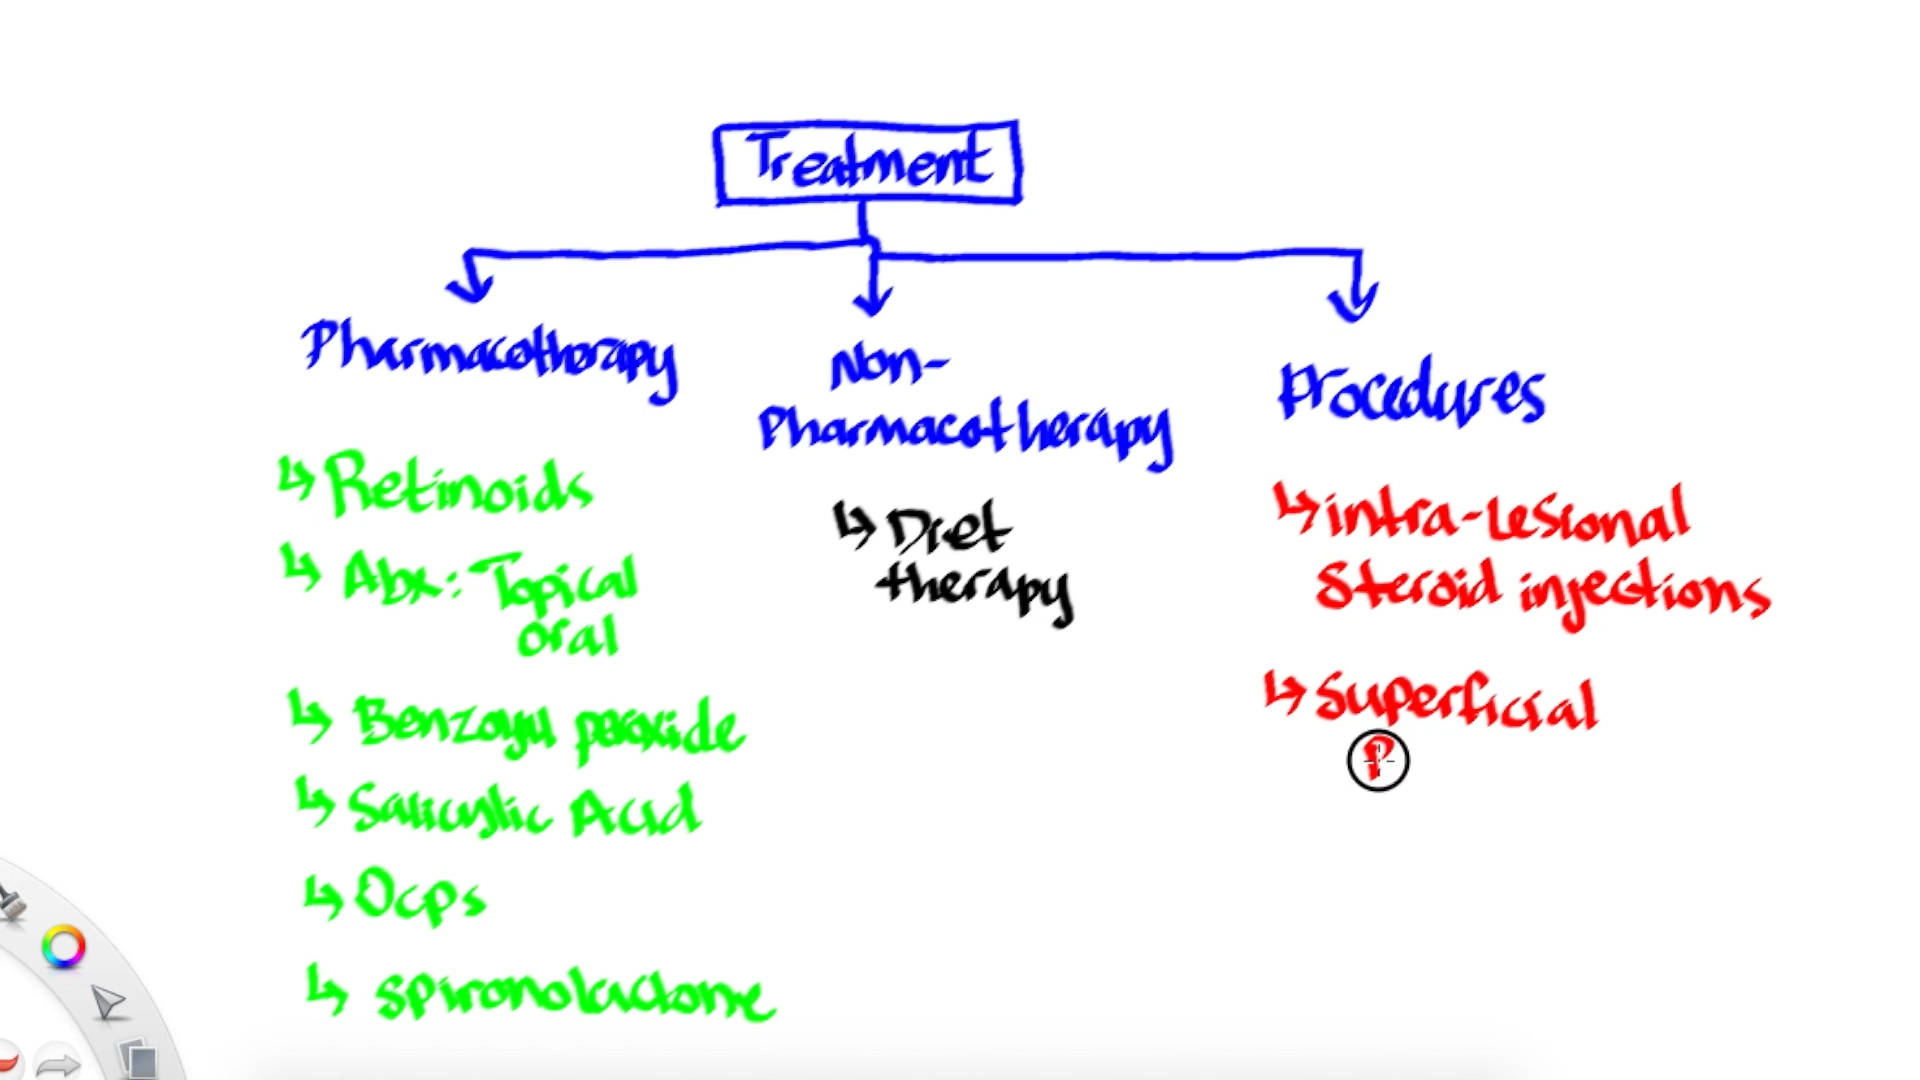 Treatment
Pharmacotherapy
Non-
Pharmacotherapy
Procedures
↳ Retinoids
↳ Abx: Topical
oral
↳ Benzoyl peroxide
↳ Salicylic Acid
↳ OCPs
↳ Spironolactone
↳ Diet
therapy
↳ intra-Lesional
Steroid injections
↳ Superficial
P